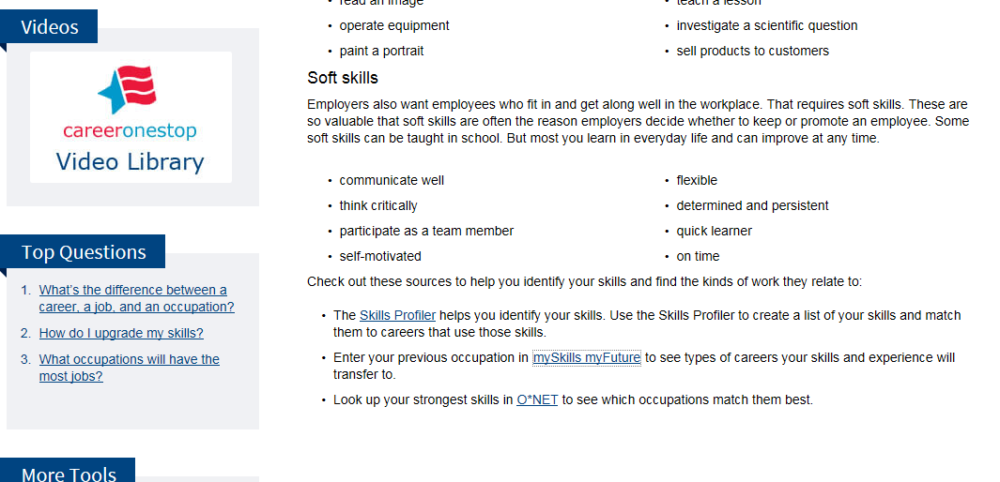 Videos
careeronestop
Video Library
Top Questions
1. What's the difference between a
career, a job, and an occupation?
2. How do I upgrade my skills?
3. What occupations will have the
most jobs?
More Tools
• read an image
• operate equipment
• paint a portrait
• teach a lesson
• investigate a scientific question
• sell products to customers
Soft skills
Employers also want employees who fit in and get along well in the workplace. That requires soft skills. These are
so valuable that soft skills are often the reason employers decide whether to keep or promote an employee. Some
soft skills can be taught in school. But most you learn in everyday life and can improve at any time.
• communicate well
• think critically
• participate as a team member
• self-motivated
• flexible
• determined and persistent
• quick learner
• on time
Check out these sources to help you identify your skills and find the kinds of work they relate to:
• The Skills Profiler helps you identify your skills. Use the Skills Profiler to create a list of your skills and match
them to careers that use those skills.
• Enter your previous occupation in mySkills myFuture to see types of careers your skills and experience will
transfer to.
• Look up your strongest skills in O*NET to see which occupations match them best.